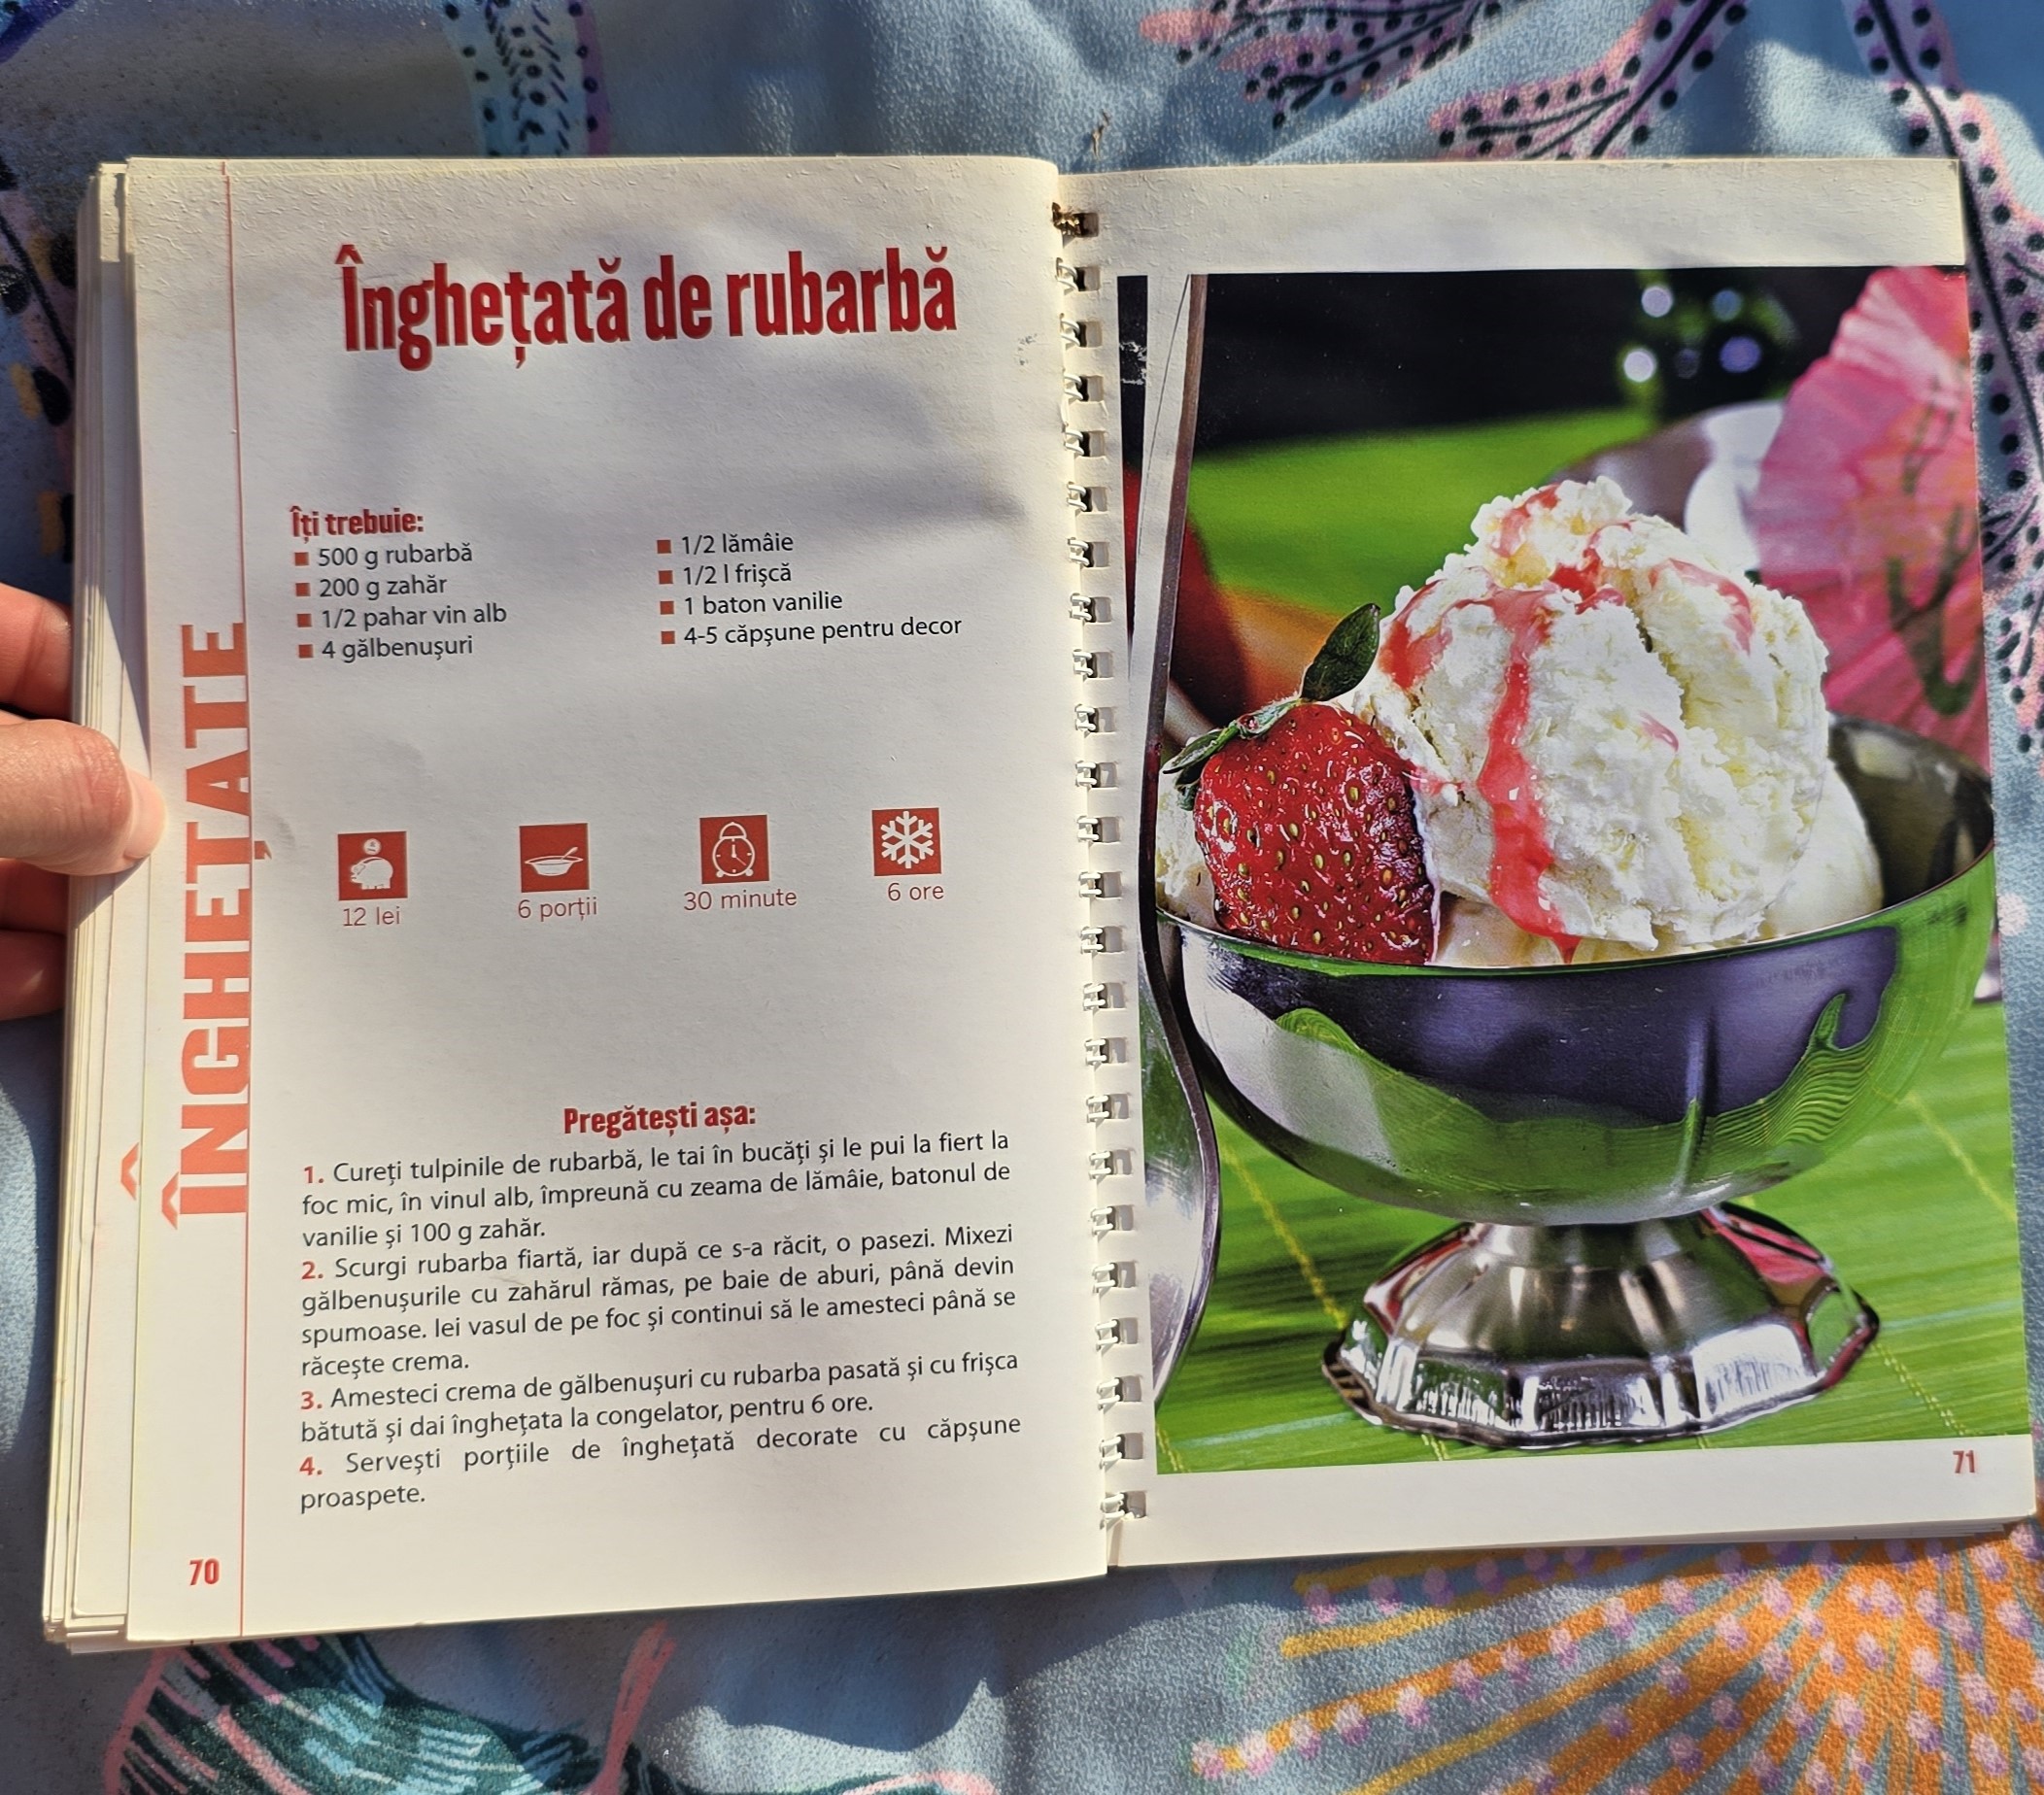 Înghețată de rubarbă
Îți trebuie:
500 g rubarbă
200 g zahăr
1/2 pahar vin alb
4 gălbenușuri
1/2 lămâie
1/2 l frișcă
1 baton vanilie
4-5 căpșune pentru decor
ÎNGHEȚATE
12 lei
6 porții
30 minute
6 ore
Pregătești așa:
1. Cureți tulpinile de rubarbă, le tai în bucăți și le pui la fiert la
foc mic, în vinul alb, împreună cu zeama de lămâie, batonul de
vanilie și 100 g zahăr.
2. Scurgi rubarba fiartă, iar după ce s-a răcit, o pasezi. Mixezi
gălbenușurile cu zahărul rămas, pe baie de aburi, până devin
spumoase. Iei vasul de pe foc și continui să le amesteci până se
răcește crema.
3. Amesteci crema de gălbenușuri cu rubarba pasată și cu frișca
bătută și dai înghețata la congelator, pentru 6 ore.
4. Servești porțiile de înghețată decorate cu căpșune
proaspete.
70
71